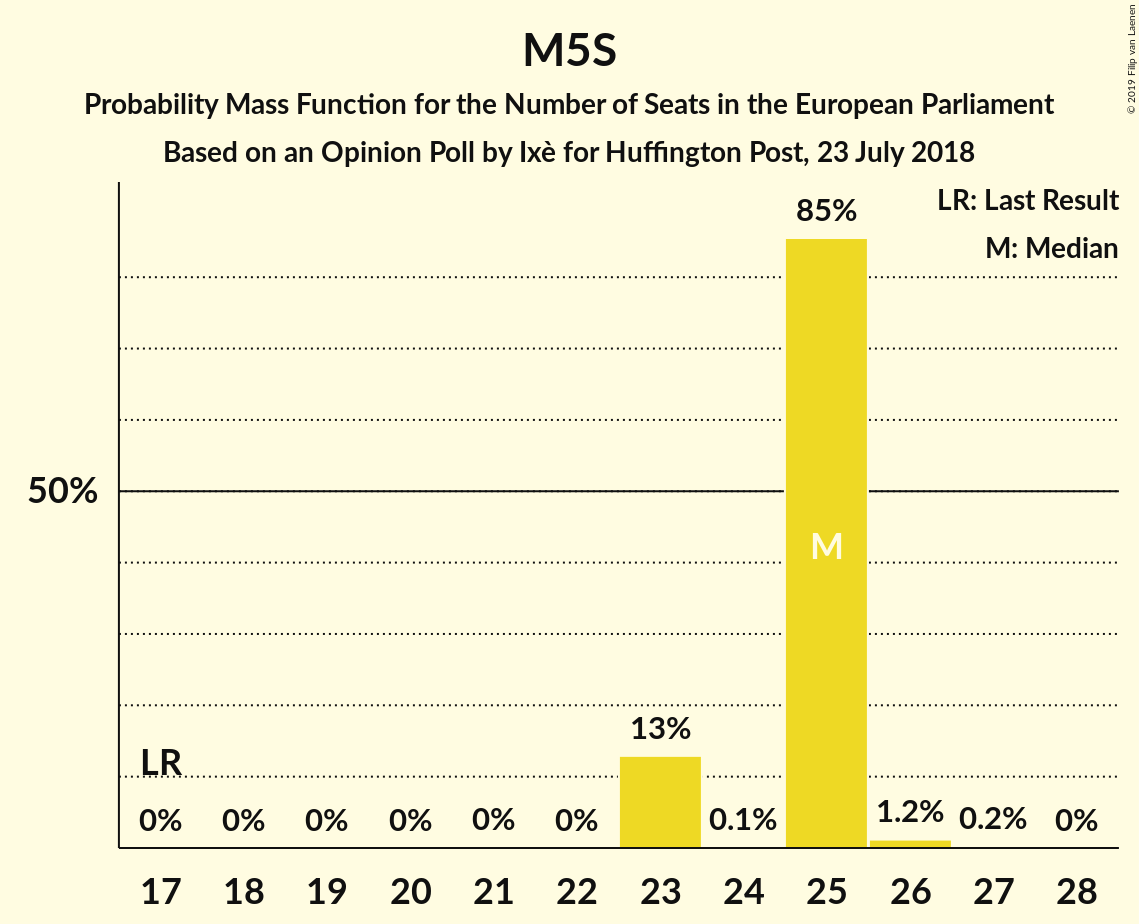 M5S
Probability Mass Function for the Number of Seats in the European Parliament
Based on an Opinion Poll by Ixè for Huffington Post, 23 July 2018
© 2019 Filip van Laenen
LR: Last Result
M: Median
85%
50%
M
13%
LR
0% 0% 0% 0% 0% 0% 0.1% 1.2% 0.2% 0%
17 18 19 20 21 22 23 24 25 26 27 28